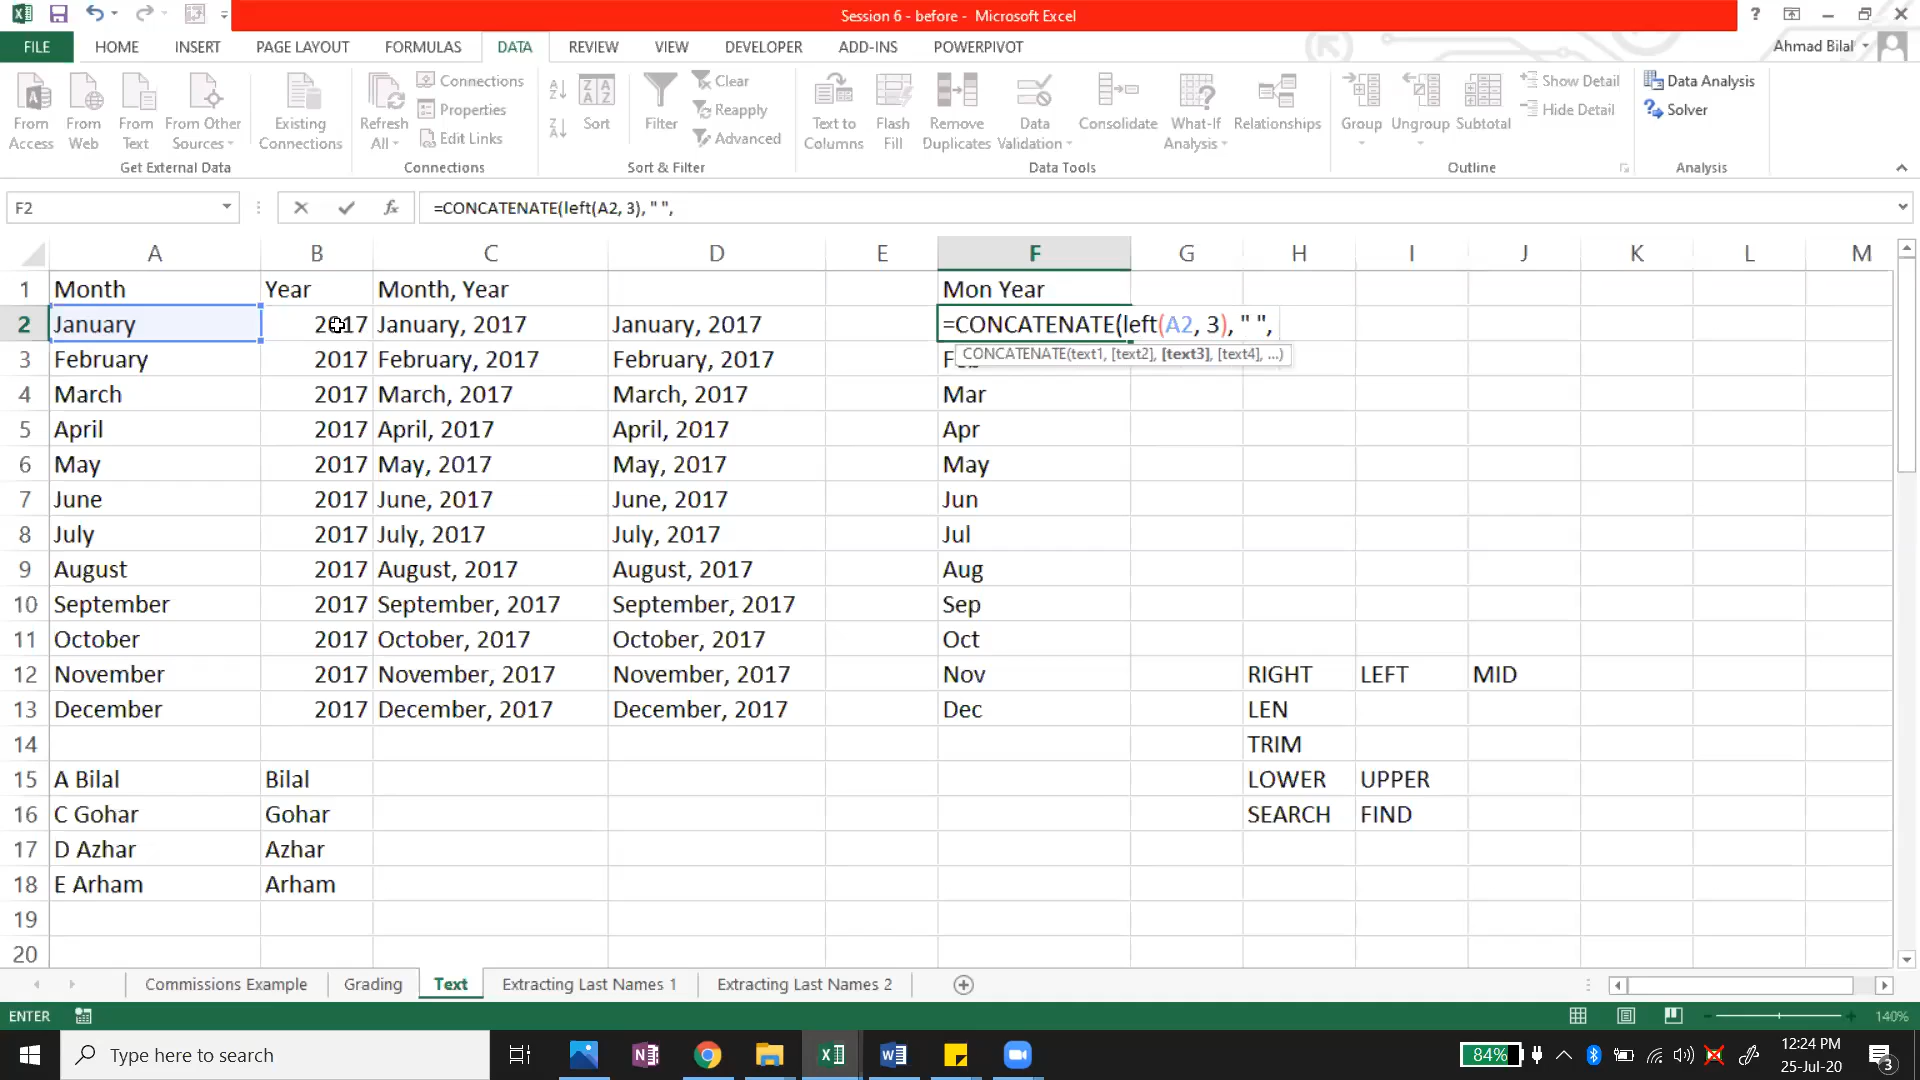 Session 6 - before - Microsoft Excel
?
FILE HOME INSERT PAGE LAYOUT FORMULAS DATA REVIEW VIEW DEVELOPER ADD-INS POWERPIVOT Ahmad Bilal
From Access
From Web
From Text
From Other Sources
Existing Connections
Get External Data
Refresh All
Connections
Properties
Edit Links
Connections
Sort
Filter
Clear
Reapply
Advanced
Sort & Filter
Text to Columns
Flash Fill
Remove Duplicates
Data Validation
Consolidate
What-If Analysis
Relationships
Data Tools
Group
Ungroup
Subtotal
Show Detail
Hide Detail
Outline
Data Analysis
Solver
Analysis
F2 fx =CONCATENATE(left(A2, 3), " ",
A B C D E F G H I J K L M
1 Month Year Month, Year Mon Year
2 January 2017 January, 2017 January, 2017 =CONCATENATE(left(A2, 3), " ",
CONCATENATE(text1, [text2], [text3], [text4], ...)
3 February 2017 February, 2017 February, 2017
4 March 2017 March, 2017 March, 2017 Mar
5 April 2017 April, 2017 April, 2017 Apr
6 May 2017 May, 2017 May, 2017 May
7 June 2017 June, 2017 June, 2017 Jun
8 July 2017 July, 2017 July, 2017 Jul
9 August 2017 August, 2017 August, 2017 Aug
10 September 2017 September, 2017 September, 2017 Sep
11 October 2017 October, 2017 October, 2017 Oct
12 November 2017 November, 2017 November, 2017 Nov RIGHT LEFT MID
13 December 2017 December, 2017 December, 2017 Dec LEN
14 TRIM
15 A Bilal Bilal LOWER UPPER
16 C Gohar Gohar SEARCH FIND
17 D Azhar Azhar
18 E Arham Arham
19
20
Commissions Example Grading Text Extracting Last Names 1 Extracting Last Names 2
ENTER 140%
Type here to search 84% 12:24 PM
25-Jul-20 3